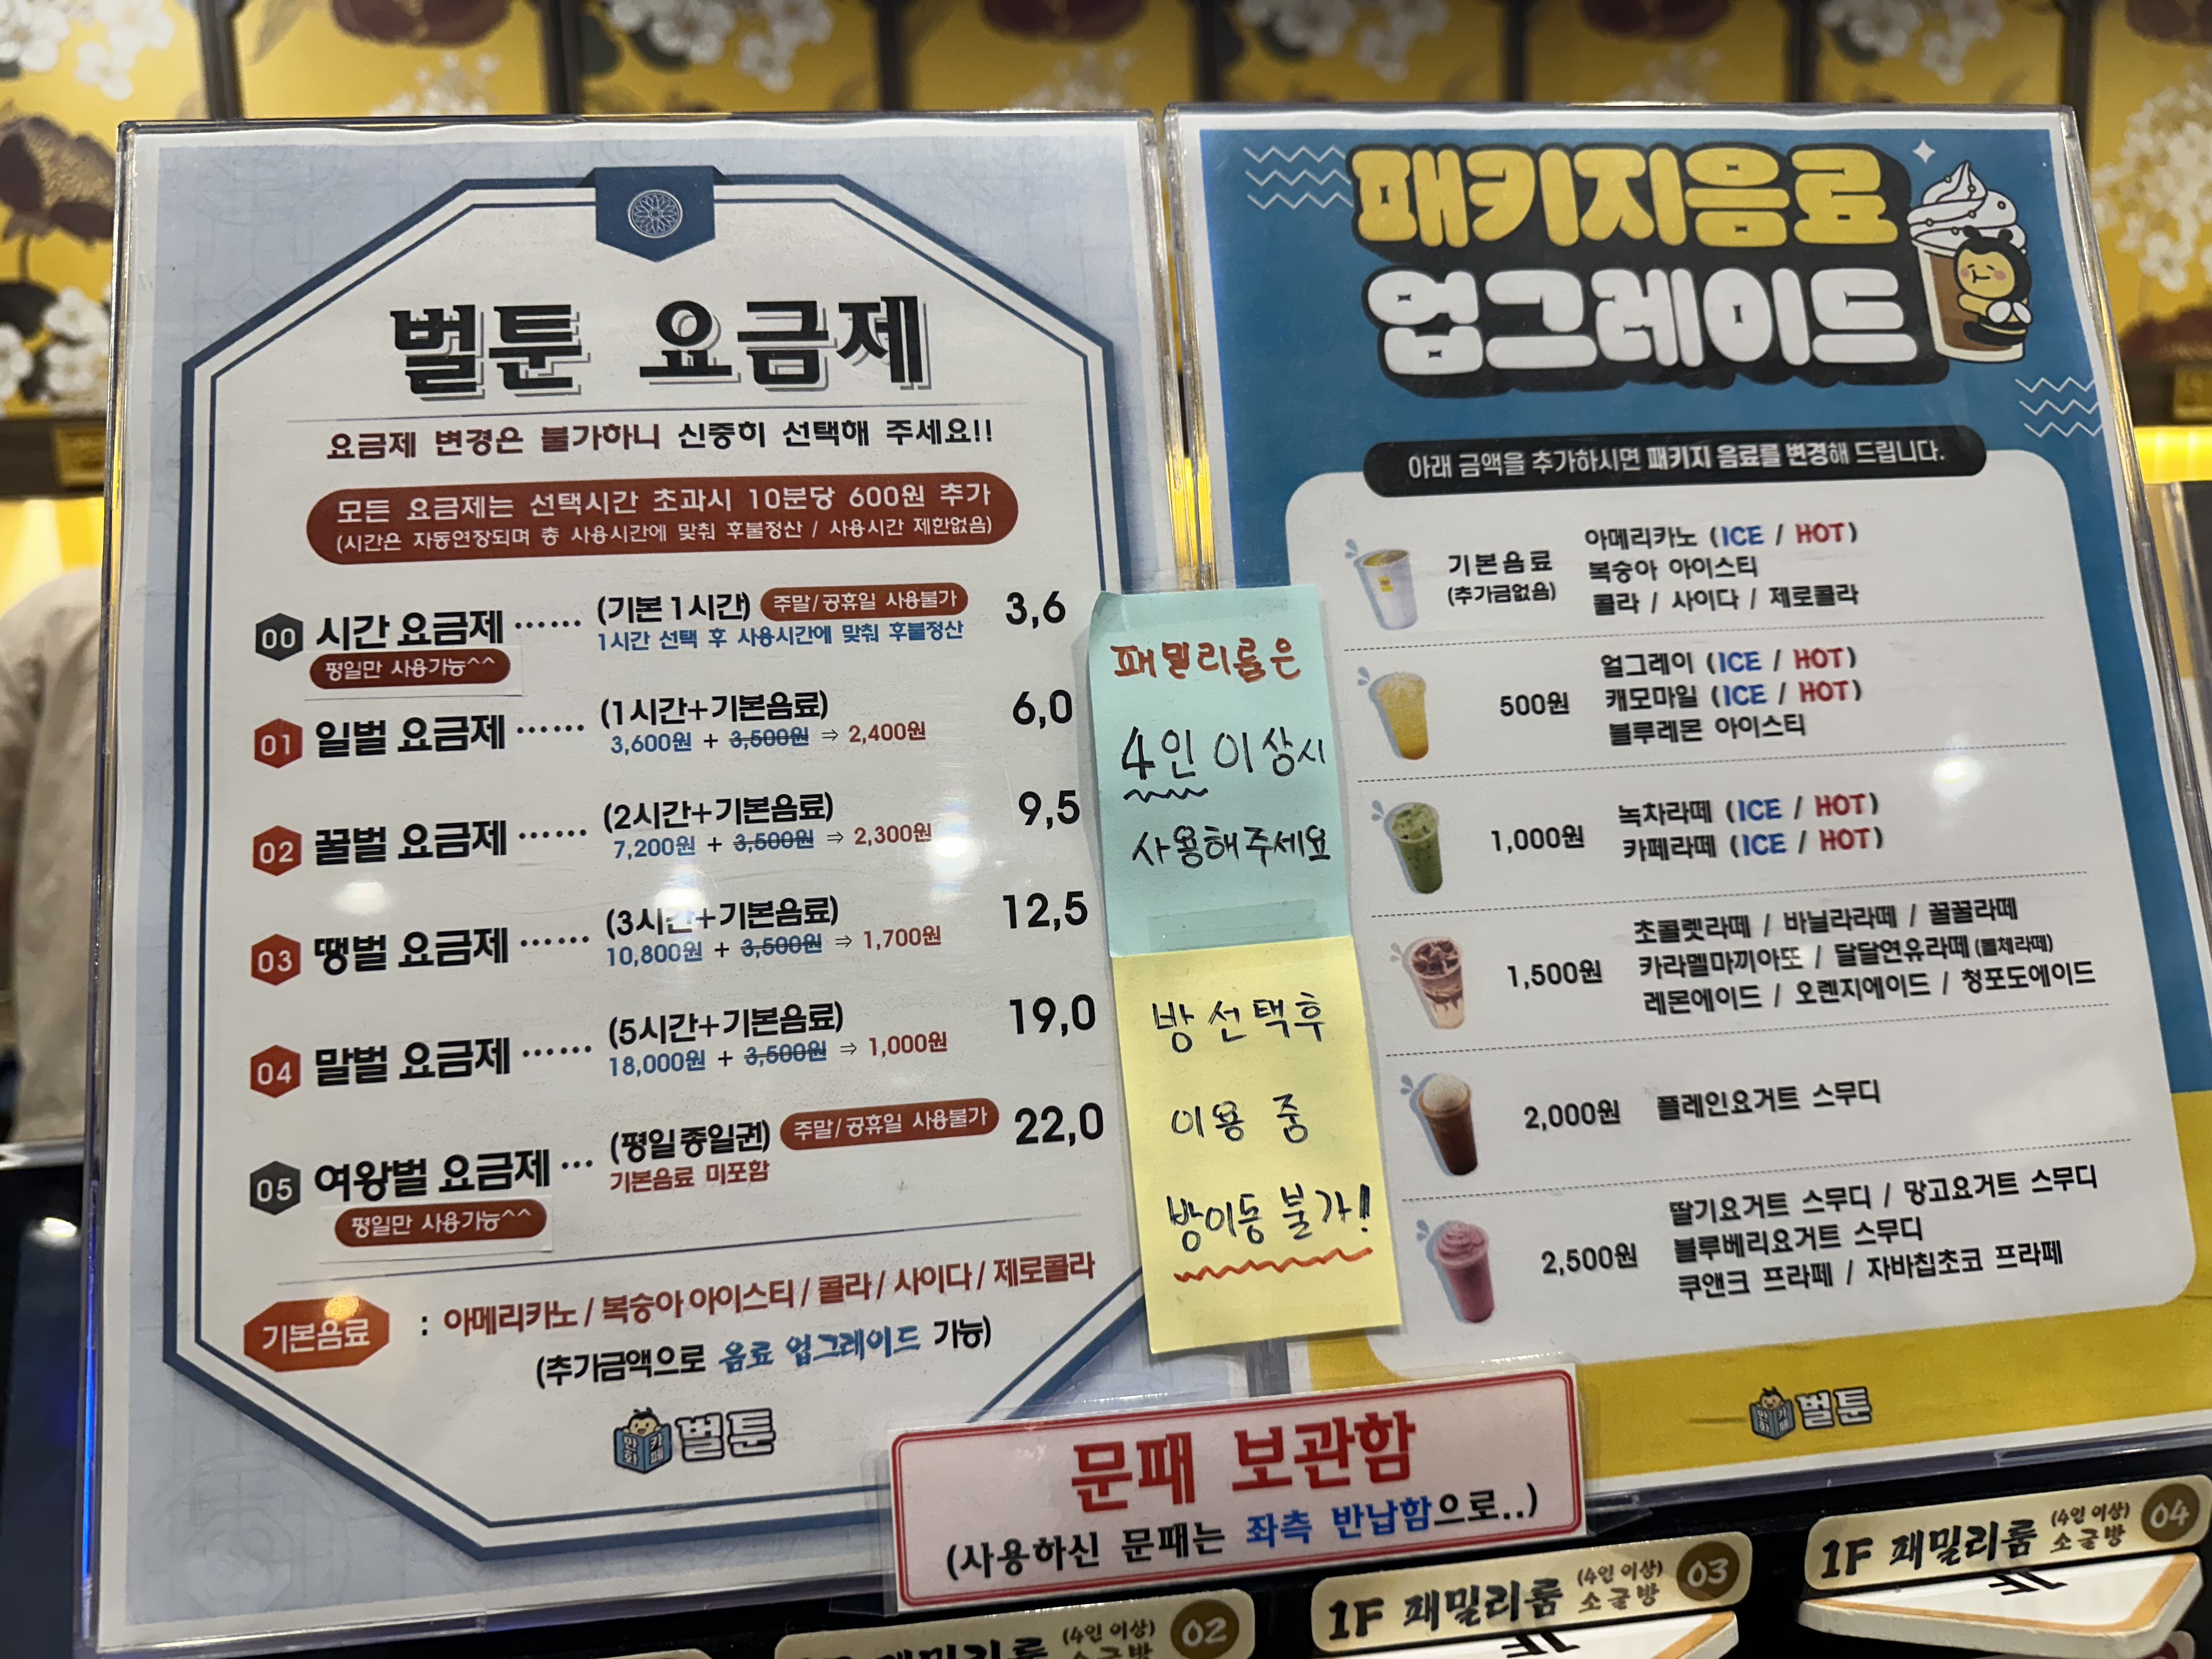 벌툰 요금제
요금제 변경은 불가하니 신중히 선택해 주세요!!
모든 요금제는 선택시간 초과시 10분당 600원 추가
(시간은 자동연장되며 총 사용시간에 맞춰 후불정산 / 사용시간 제한없음)
00 시간 요금제 ⋯⋯ (기본 1시간) 주말/공휴일 사용불가 3,6
1시간 선택 후 사용시간에 맞춰 후불정산
평일만 사용가능^^
01 일벌 요금제 ⋯⋯ (1시간+기본음료) 6,0
3,600원 + 3,500원 ⇒ 2,400원
02 꿀벌 요금제 ⋯⋯ (2시간+기본음료) 9,5
7,200원 + 3,500원 ⇒ 2,300원
03 땡벌 요금제 ⋯⋯ (3시간+기본음료) 12,5
10,800원 + 3,500원 ⇒ 1,700원
04 말벌 요금제 ⋯⋯ (5시간+기본음료) 19,0
18,000원 + 3,500원 ⇒ 1,000원
05 여왕벌 요금제 ⋯ (평일종일권) 주말/공휴일 사용불가 22,0
기본음료 미포함
평일만 사용가능^^
기본음료 : 아메리카노 / 복숭아 아이스티 / 콜라 / 사이다 / 제로콜라
(추가금액으로 음료 업그레이드 가능)
만화카페 벌툰
패밀리룸은
4인 이상시
사용해주세요
방 선택후
이용 중
방이동 불가!
패키지음료
업그레이드
아래 금액을 추가하시면 패키지 음료를 변경해 드립니다.
기본음료
(추가금없음)
아메리카노 (ICE / HOT)
복숭아 아이스티
콜라 / 사이다 / 제로콜라
500원
얼그레이 (ICE / HOT)
캐모마일 (ICE / HOT)
블루레몬 아이스티
1,000원
녹차라떼 (ICE / HOT)
카페라떼 (ICE / HOT)
1,500원
초콜렛라떼 / 바닐라라떼 / 꿀꿀라떼
카라멜마끼아또 / 달달연유라떼 (돌체라떼)
레몬에이드 / 오렌지에이드 / 청포도에이드
2,000원
플레인요거트 스무디
2,500원
딸기요거트 스무디 / 망고요거트 스무디
블루베리요거트 스무디
쿠앤크 프라페 / 자바칩초코 프라페
만화카페 벌툰
문패 보관함
(사용하신 문패는 좌측 반납함으로..)
패밀리룸 (4인 이상) 소굴방 02
1F 패밀리룸 (4인 이상) 소굴방 03
1F 패밀리룸 (4인 이상) 소굴방 04